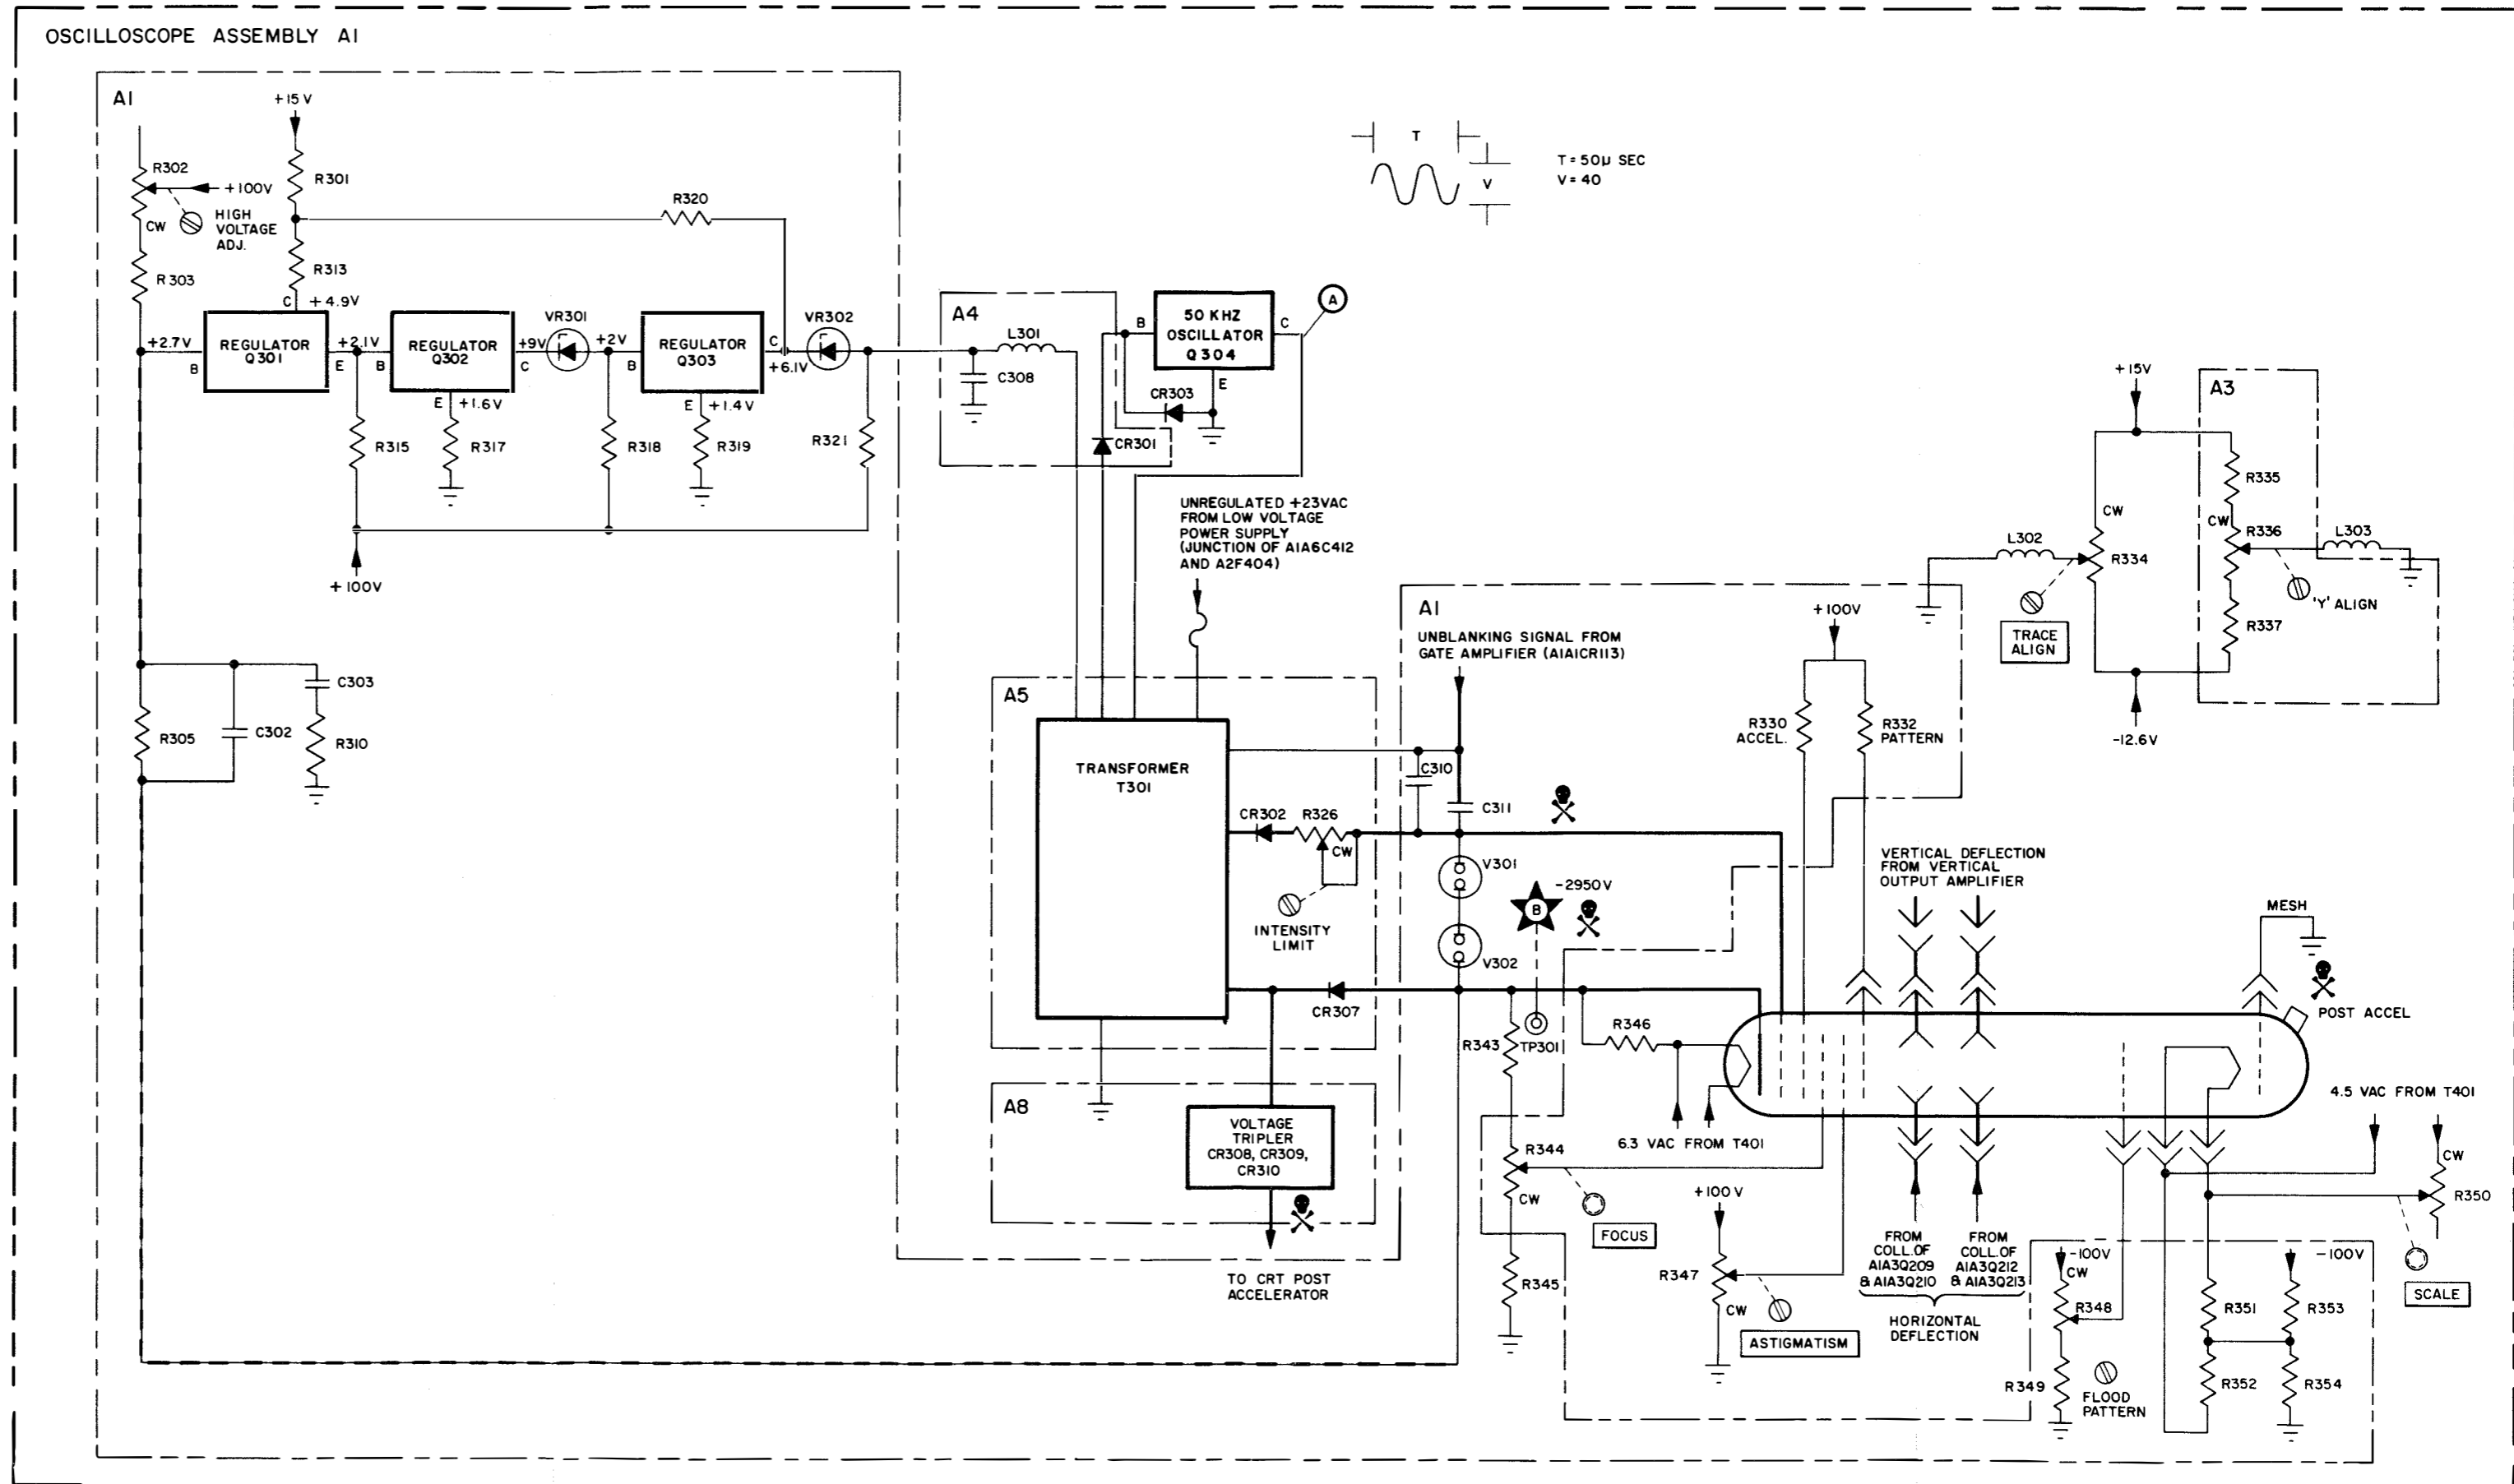 OSCILLOSCOPE ASSEMBLY A1
A1
+15V
R302
+100V
HIGH
VOLTAGE
ADJ.
CW
R301
R303
R313
R320
C
+4.9V
+2.7V
B
REGULATOR
Q301
+2.1V
E
B
REGULATOR
Q302
+9V
C
VR301
+2V
B
REGULATOR
Q303
C
+6.1V
VR302
E
+1.6V
E
+1.4V
R315
R317
R318
R319
R321
+100V
C303
R305
C302
R310
T
V
T=50µ SEC
V=40
A4
L301
C308
B
50 KHZ
OSCILLATOR
Q304
C
E
A
CR303
CR301
UNREGULATED +23VAC
FROM LOW VOLTAGE
POWER SUPPLY
(JUNCTION OF A1A6C412
AND A2F404)
A5
TRANSFORMER
T301
CR302
R326
CW
INTENSITY
LIMIT
CR307
A8
VOLTAGE
TRIPLER
CR308, CR309,
CR310
TO CRT POST
ACCELERATOR
A1
UNBLANKING SIGNAL FROM
GATE AMPLIFIER (A1A1CR113)
C310
C311
V301
V302
-2950V
B
TP301
+100V
R330
ACCEL.
R332
PATTERN
+15V
A3
CW
R335
CW
R336
L303
L302
R334
'Y' ALIGN
TRACE
ALIGN
R337
-12.6V
VERTICAL DEFLECTION
FROM VERTICAL
OUTPUT AMPLIFIER
MESH
POST ACCEL
R346
R343
6.3 VAC FROM T401
4.5 VAC FROM T401
R344
CW
FOCUS
R345
+100V
R347
CW
ASTIGMATISM
FROM
COLL.OF
A1A3Q209
& A1A3Q210
FROM
COLL.OF
A1A3Q212
& A1A3Q213
HORIZONTAL
DEFLECTION
CW
R350
SCALE
-100V
CW
R348
R349
FLOOD
PATTERN
-100V
R351
R353
R352
R354